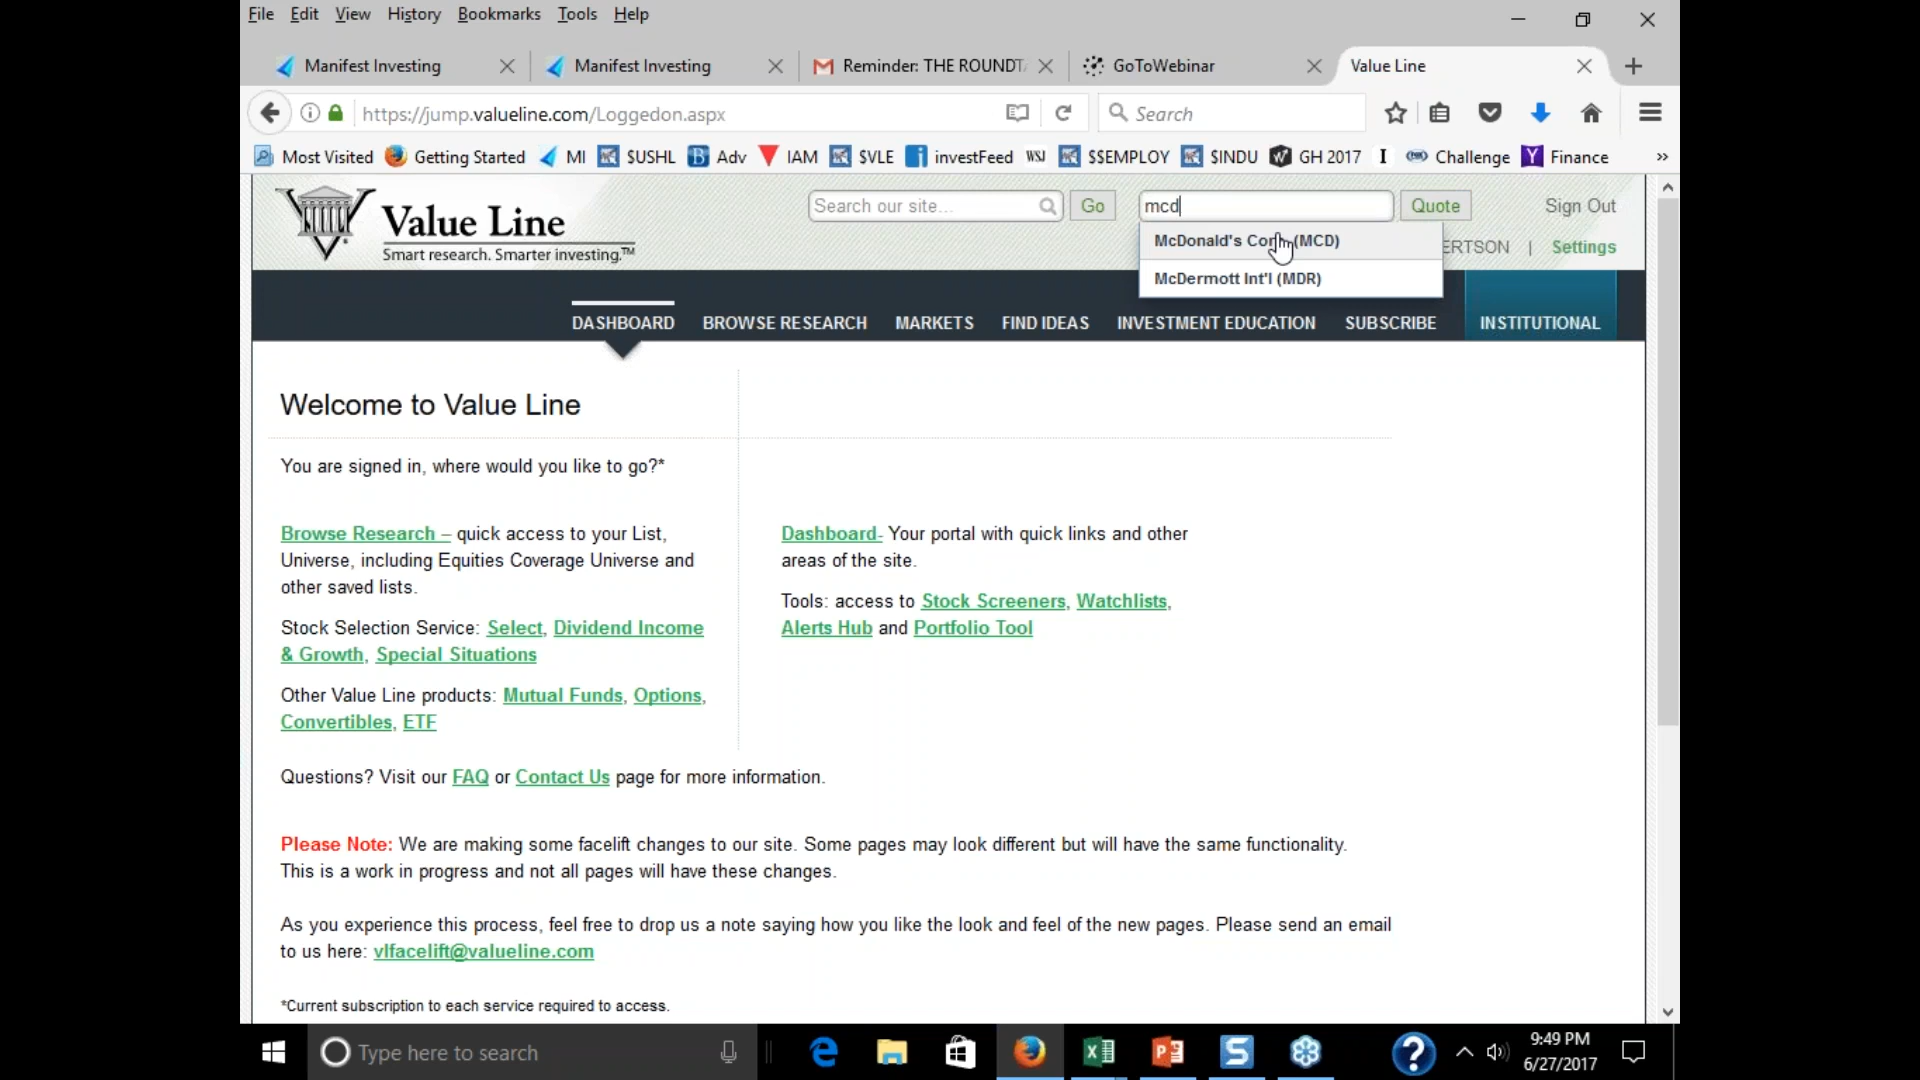 File Edit View History Bookmarks Tools Help
Manifest Investing
Manifest Investing
Reminder: THE ROUNDT
GoToWebinar
Value Line
https://jump.valueline.com/Loggedon.aspx
Search
Most Visited Getting Started MI $USHL Adv IAM $VLE investFeed WSJ $$EMPLOY $INDU GH 2017 Challenge Finance
Value Line
Smart research. Smarter investing.™
Search our site... Go mcd Quote Sign Out
McDonald's (MCD)
McDermott Int'l (MDR)
ERTSON | Settings
DASHBOARD BROWSE RESEARCH MARKETS FIND IDEAS INVESTMENT EDUCATION SUBSCRIBE INSTITUTIONAL
Welcome to Value Line
You are signed in, where would you like to go?*
Browse Research – quick access to your List,
Universe, including Equities Coverage Universe and
other saved lists.
Stock Selection Service: Select, Dividend Income
& Growth, Special Situations
Other Value Line products: Mutual Funds, Options,
Convertibles, ETF
Dashboard- Your portal with quick links and other
areas of the site.
Tools: access to Stock Screeners, Watchlists,
Alerts Hub and Portfolio Tool
Questions? Visit our FAQ or Contact Us page for more information.
Please Note: We are making some facelift changes to our site. Some pages may look different but will have the same functionality.
This is a work in progress and not all pages will have these changes.
As you experience this process, feel free to drop us a note saying how you like the look and feel of the new pages. Please send an email
to us here: vlfacelift@valueline.com
*Current subscription to each service required to access.
Type here to search
9:49 PM
6/27/2017